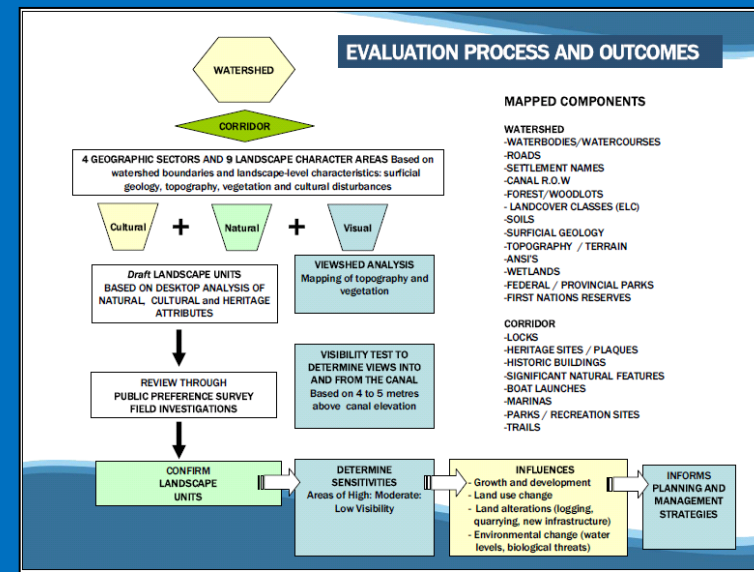 EVALUATION PROCESS AND OUTCOMES
WATERSHED
CORRIDOR
4 GEOGRAPHIC SECTORS AND 9 LANDSCAPE CHARACTER AREAS Based on
watershed boundaries and landscape-level characteristics: surficial
geology, topography, vegetation and cultural disturbances
Cultural + Natural + Visual
Draft LANDSCAPE UNITS
BASED ON DESKTOP ANALYSIS OF
NATURAL, CULTURAL and HERITAGE
ATTRIBUTES
VIEWSHED ANALYSIS
Mapping of topography and
vegetation
REVIEW THROUGH
PUBLIC PREFERENCE SURVEY
FIELD INVESTIGATIONS
VISIBILITY TEST TO
DETERMINE VIEWS INTO
AND FROM THE CANAL
Based on 4 to 5 metres
above canal elevation
CONFIRM
LANDSCAPE
UNITS
DETERMINE
SENSITIVITIES
Areas of High: Moderate:
Low Visibility
INFLUENCES
- Growth and development
- Land use change
- Land alterations (logging,
quarrying, new infrastructure)
- Environmental change (water
levels, biological threats)
INFORMS
PLANNING AND
MANAGEMENT
STRATEGIES
MAPPED COMPONENTS
WATERSHED
-WATERBODIES/WATERCOURSES
-ROADS
-SETTLEMENT NAMES
-CANAL R.O.W
-FOREST/WOODLOTS
- LANDCOVER CLASSES (ELC)
-SOILS
-SURFICIAL GEOLOGY
-TOPOGRAPHY / TERRAIN
-ANSI'S
-WETLANDS
-FEDERAL / PROVINCIAL PARKS
-FIRST NATIONS RESERVES
CORRIDOR
-LOCKS
-HERITAGE SITES / PLAQUES
-HISTORIC BUILDINGS
-SIGNIFICANT NATURAL FEATURES
-BOAT LAUNCHES
-MARINAS
-PARKS / RECREATION SITES
-TRAILS